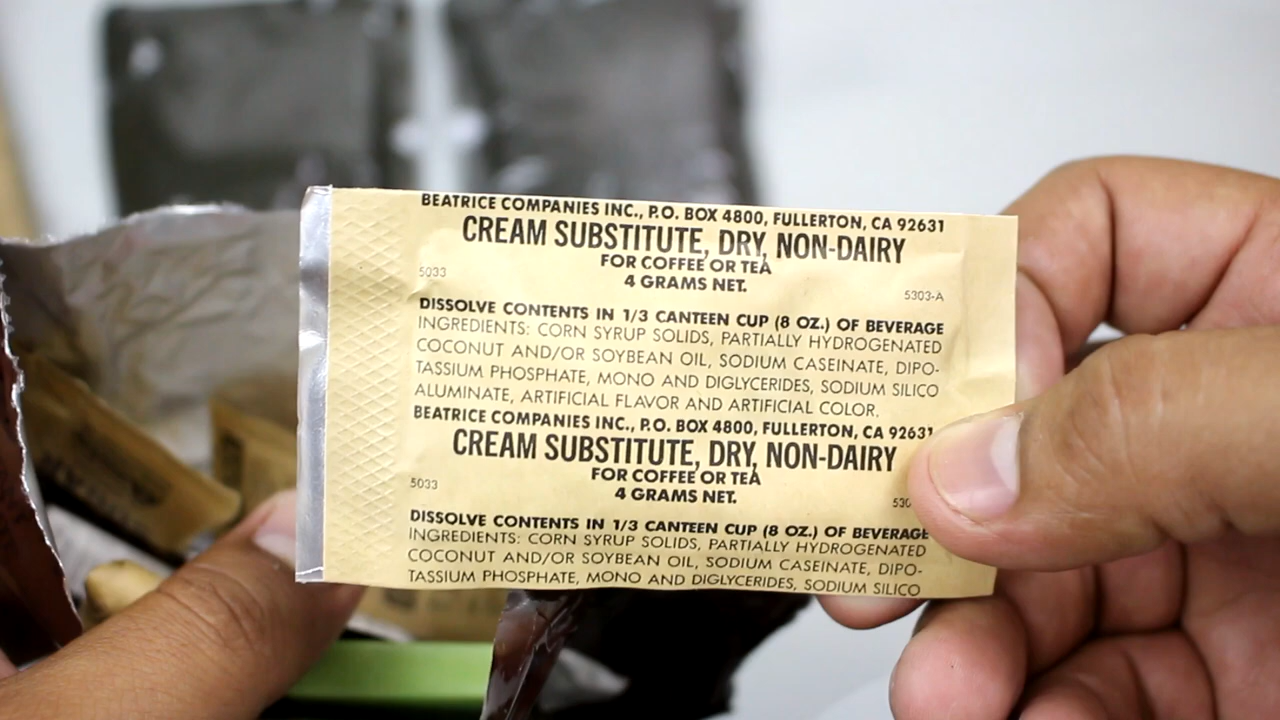 BEATRICE COMPANIES INC., P.O. BOX 4800, FULLERTON, CA 92631
CREAM SUBSTITUTE, DRY, NON-DAIRY
FOR COFFEE OR TEA
4 GRAMS NET.
5033 5303-A
DISSOLVE CONTENTS IN 1/3 CANTEEN CUP (8 OZ.) OF BEVERAGE
INGREDIENTS: CORN SYRUP SOLIDS, PARTIALLY HYDROGENATED
COCONUT AND/OR SOYBEAN OIL, SODIUM CASEINATE, DIPO-
TASSIUM PHOSPHATE, MONO AND DIGLYCERIDES, SODIUM SILICO
ALUMINATE, ARTIFICIAL FLAVOR AND ARTIFICIAL COLOR.
BEATRICE COMPANIES INC., P.O. BOX 4800, FULLERTON, CA 92631
CREAM SUBSTITUTE, DRY, NON-DAIRY
FOR COFFEE OR TEA
4 GRAMS NET.
5033 530
DISSOLVE CONTENTS IN 1/3 CANTEEN CUP (8 OZ.) OF BEVERAGE
INGREDIENTS: CORN SYRUP SOLIDS, PARTIALLY HYDROGENATED
COCONUT AND/OR SOYBEAN OIL, SODIUM CASEINATE, DIPO-
TASSIUM PHOSPHATE, MONO AND DIGLYCERIDES, SODIUM SILICO